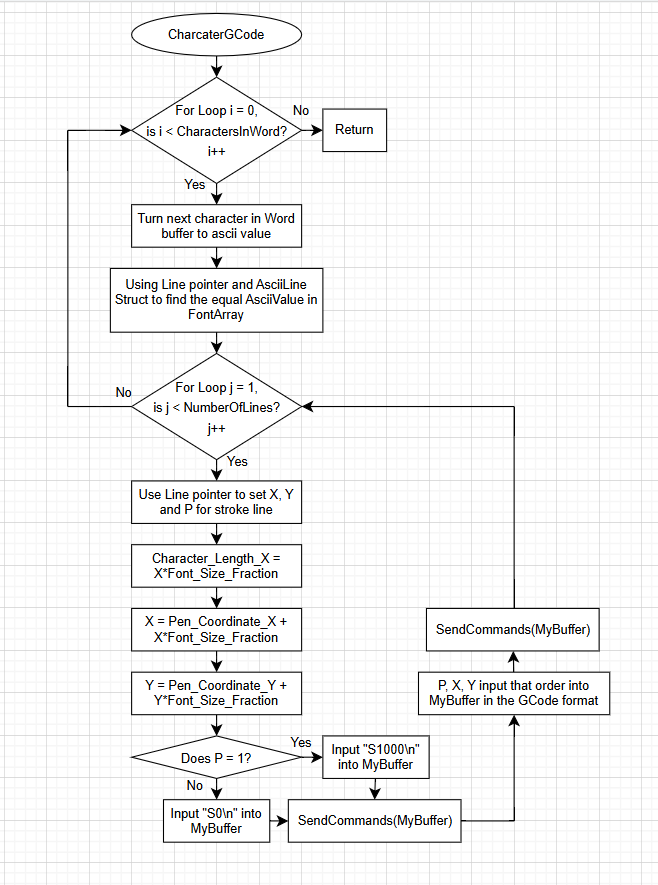 CharcaterGCode
For Loop i = 0,
is i < CharactersInWord?
i++
No
Return
Yes
Turn next character in Word
buffer to ascii value
Using Line pointer and AsciiLine
Struct to find the equal AsciiValue in
FontArray
For Loop j = 1,
is j < NumberOfLines?
j++
No
Yes
Use Line pointer to set X, Y
and P for stroke line
Character_Length_X =
X*Font_Size_Fraction
X = Pen_Coordinate_X +
X*Font_Size_Fraction
Y = Pen_Coordinate_Y +
Y*Font_Size_Fraction
Does P = 1?
Yes
Input "S1000\n"
into MyBuffer
No
Input "S0\n" into
MyBuffer
SendCommands(MyBuffer)
P, X, Y input that order into
MyBuffer in the GCode format
SendCommands(MyBuffer)